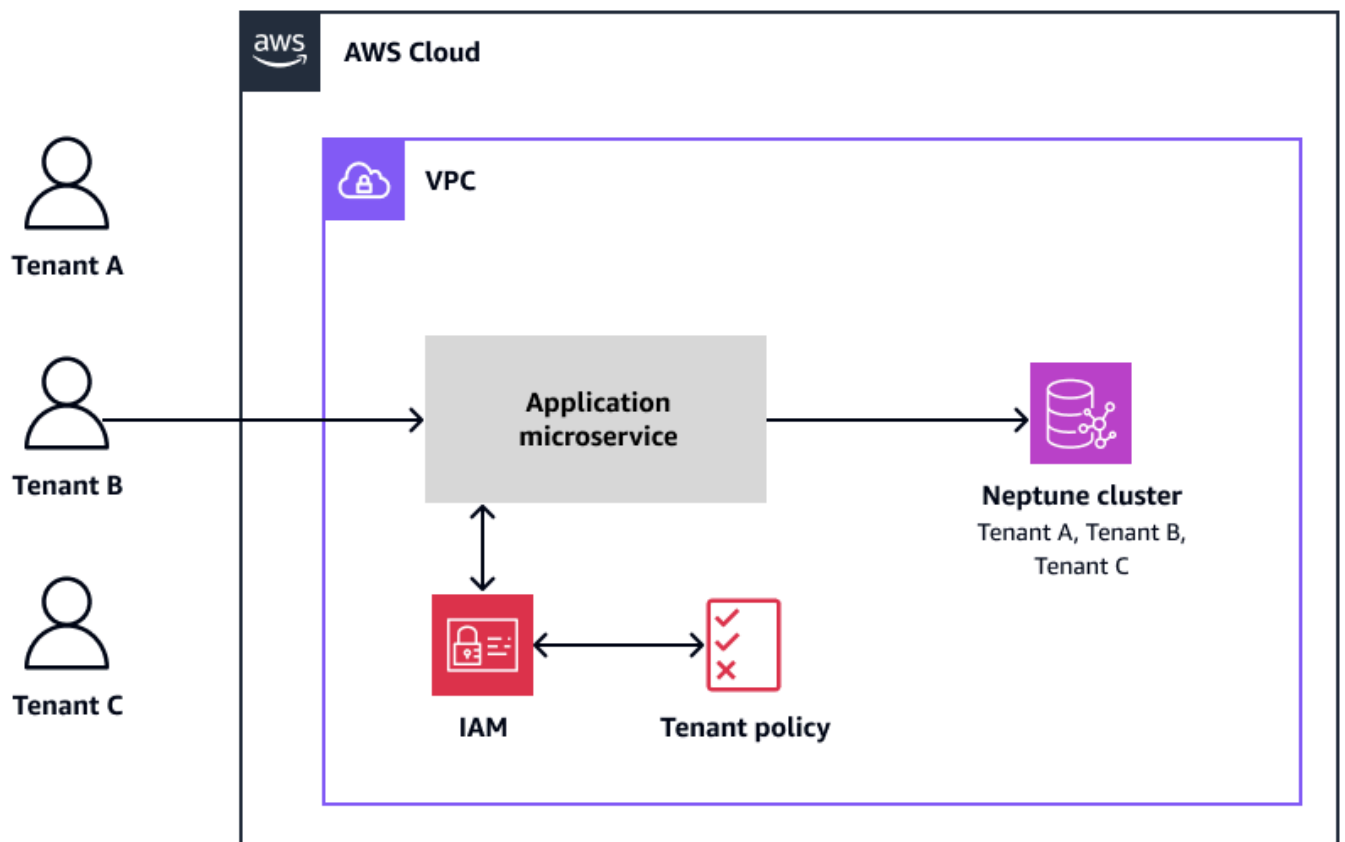 aws
AWS Cloud
VPC
Tenant A
Application
microservice
Tenant B
Neptune cluster
Tenant A, Tenant B,
Tenant C
Tenant C
IAM
Tenant policy